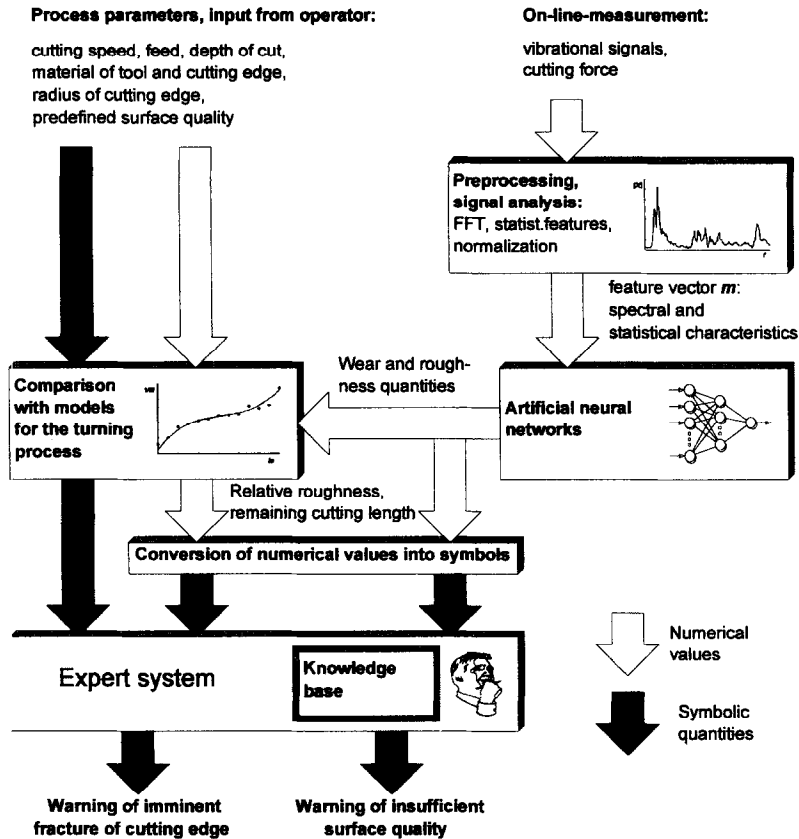 Process parameters, input from operator:
cutting speed, feed, depth of cut,
material of tool and cutting edge,
radius of cutting edge,
predefined surface quality
On-line-measurement:
vibrational signals,
cutting force
Preprocessing,
signal analysis:
FFT, statist.features,
normalization
feature vector m:
spectral and
statistical characteristics
Wear and rough-
ness quantities
Comparison
with models
for the turning
process
Artificial neural
networks
Relative roughness,
remaining cutting length
Conversion of numerical values into symbols
Expert system
Knowledge
base
Numerical
values
Symbolic
quantities
Warning of imminent
fracture of cutting edge
Warning of insufficient
surface quality